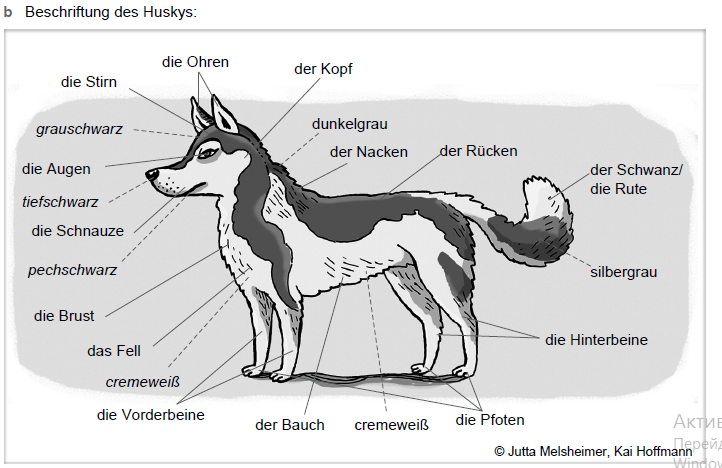 b Beschriftung des Huskys:
die Ohren
der Kopf
die Stirn
grauschwarz
dunkelgrau
der Nacken
der Rücken
die Augen
der Schwanz/
die Rute
tiefschwarz
die Schnauze
pechschwarz
silbergrau
die Brust
das Fell
die Hinterbeine
cremeweiß
die Vorderbeine
der Bauch
cremeweiß
die Pfoten
© Jutta Melsheimer, Kai Hoffmann